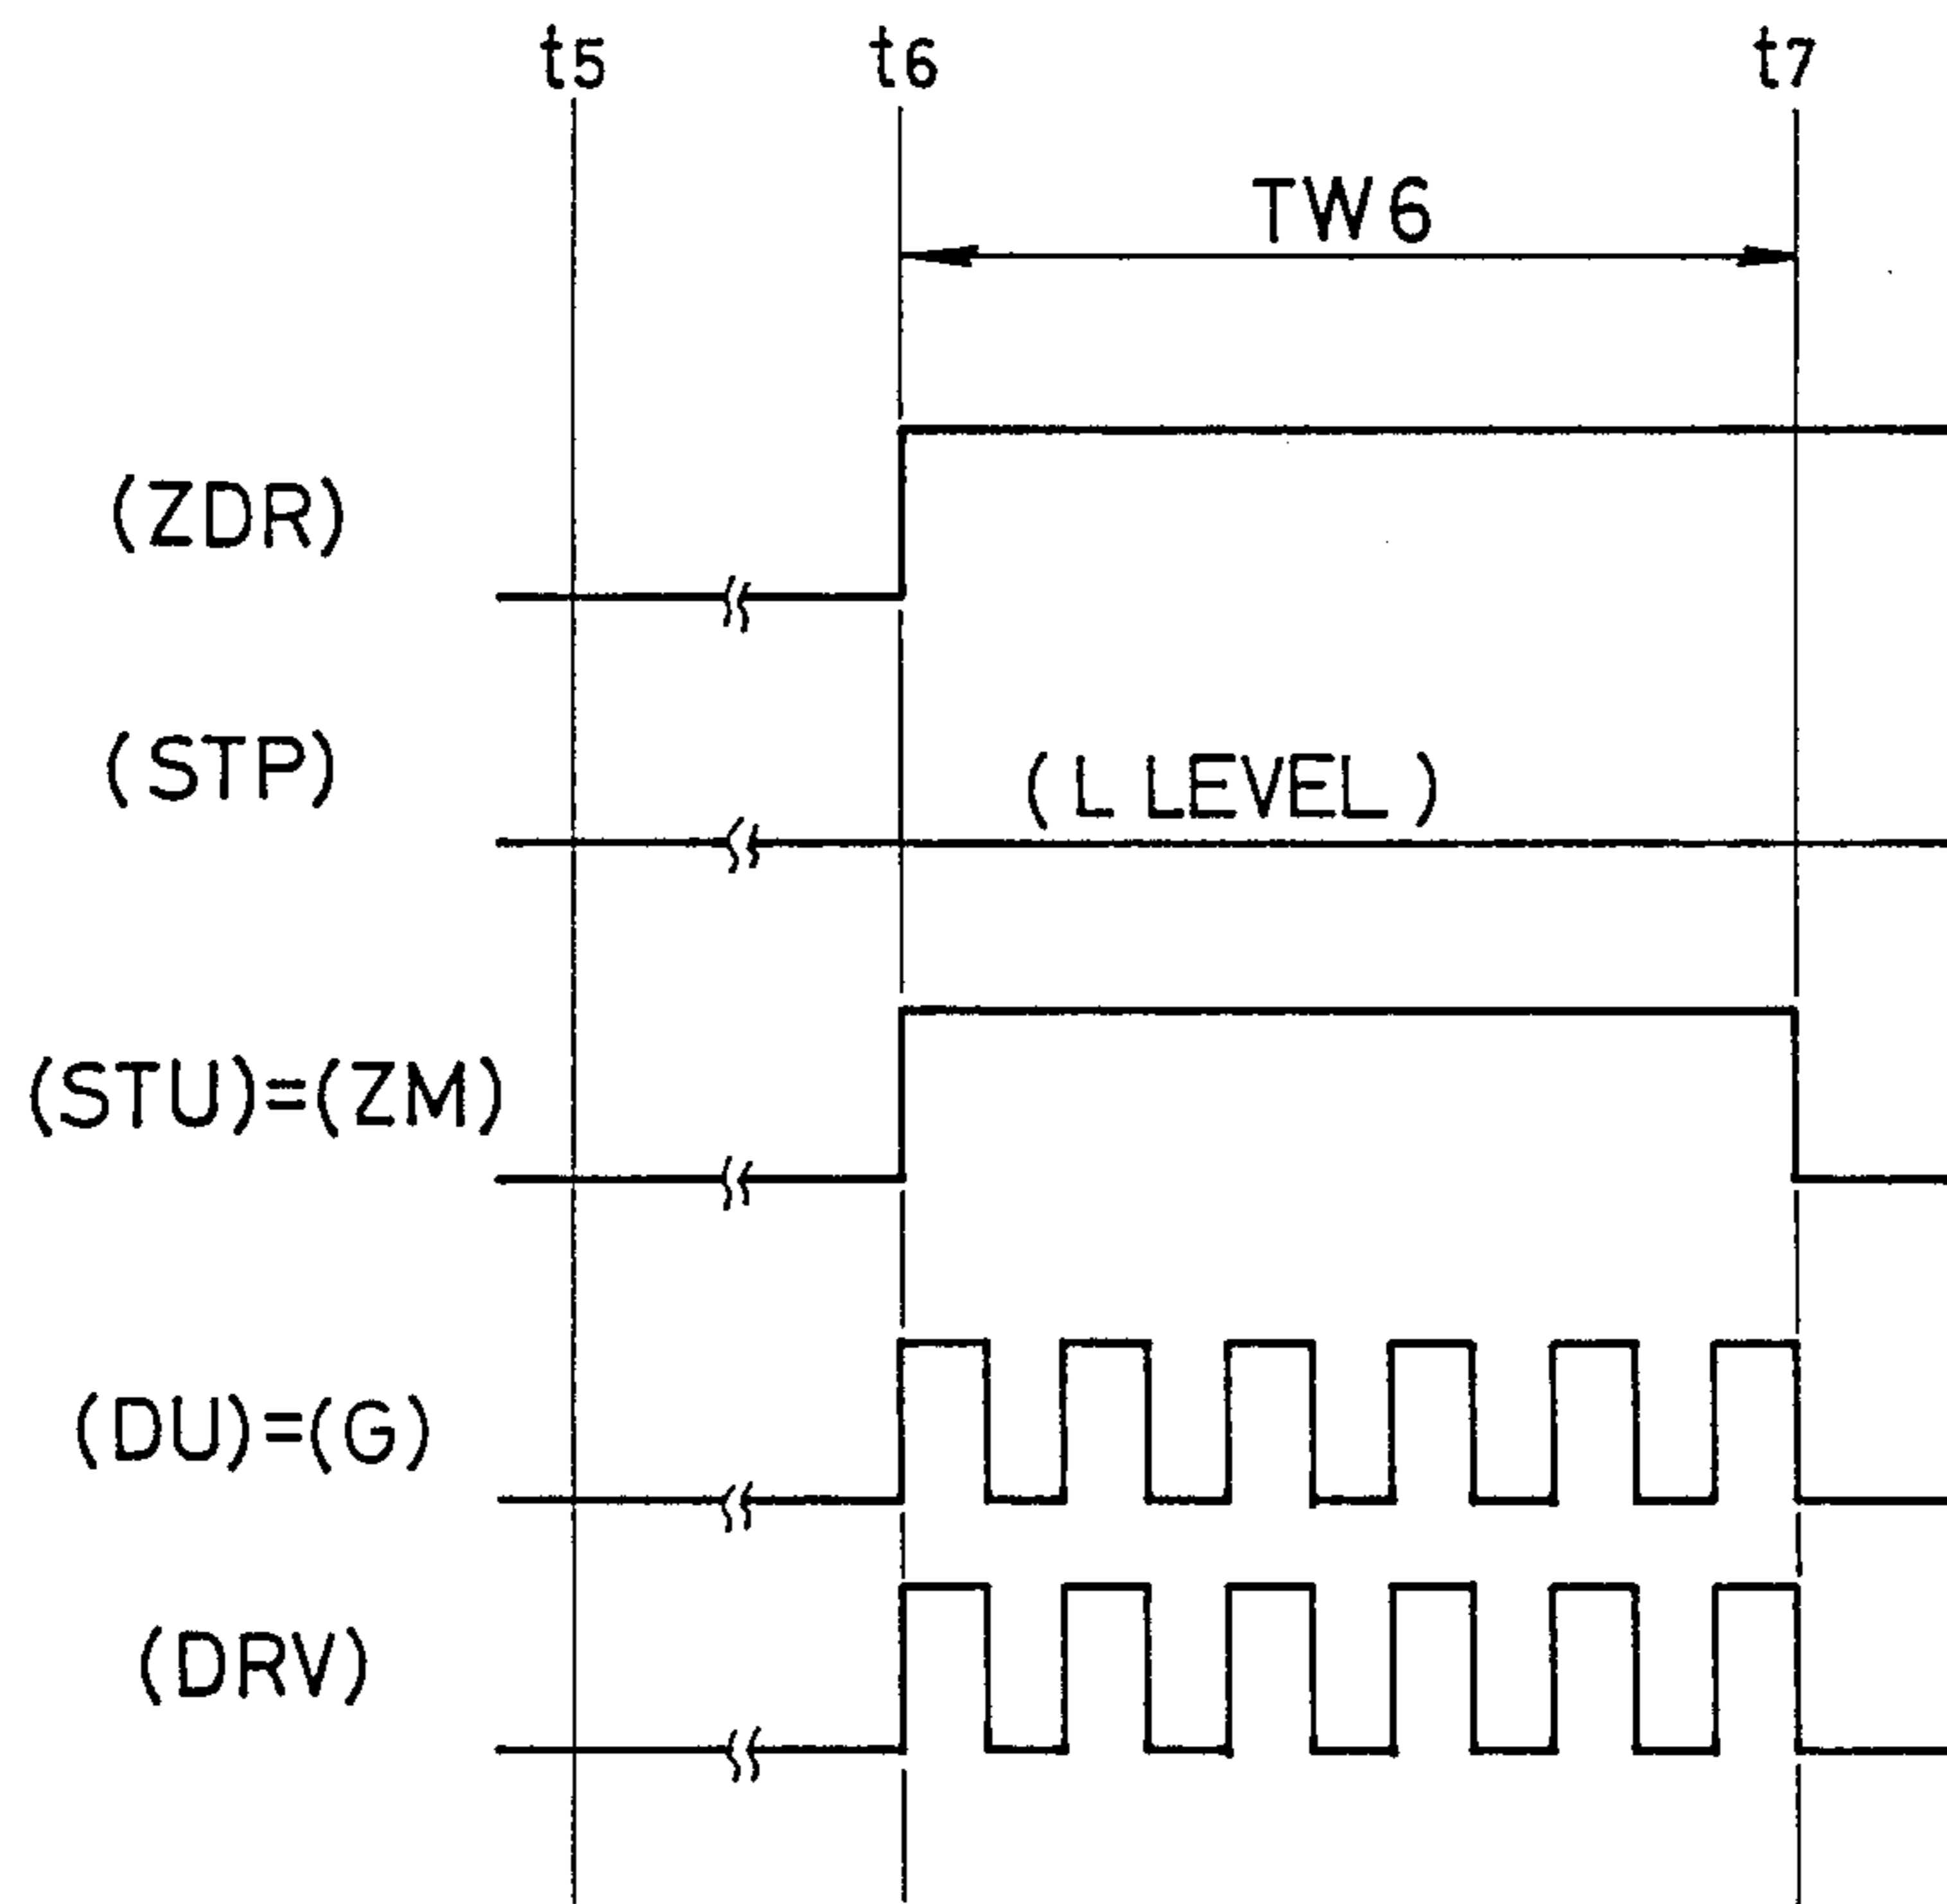 t5 t6 t7
TW6
(ZDR)
(STP) (L LEVEL)
(STU)=(ZM)
(DU)=(G)
(DRV)